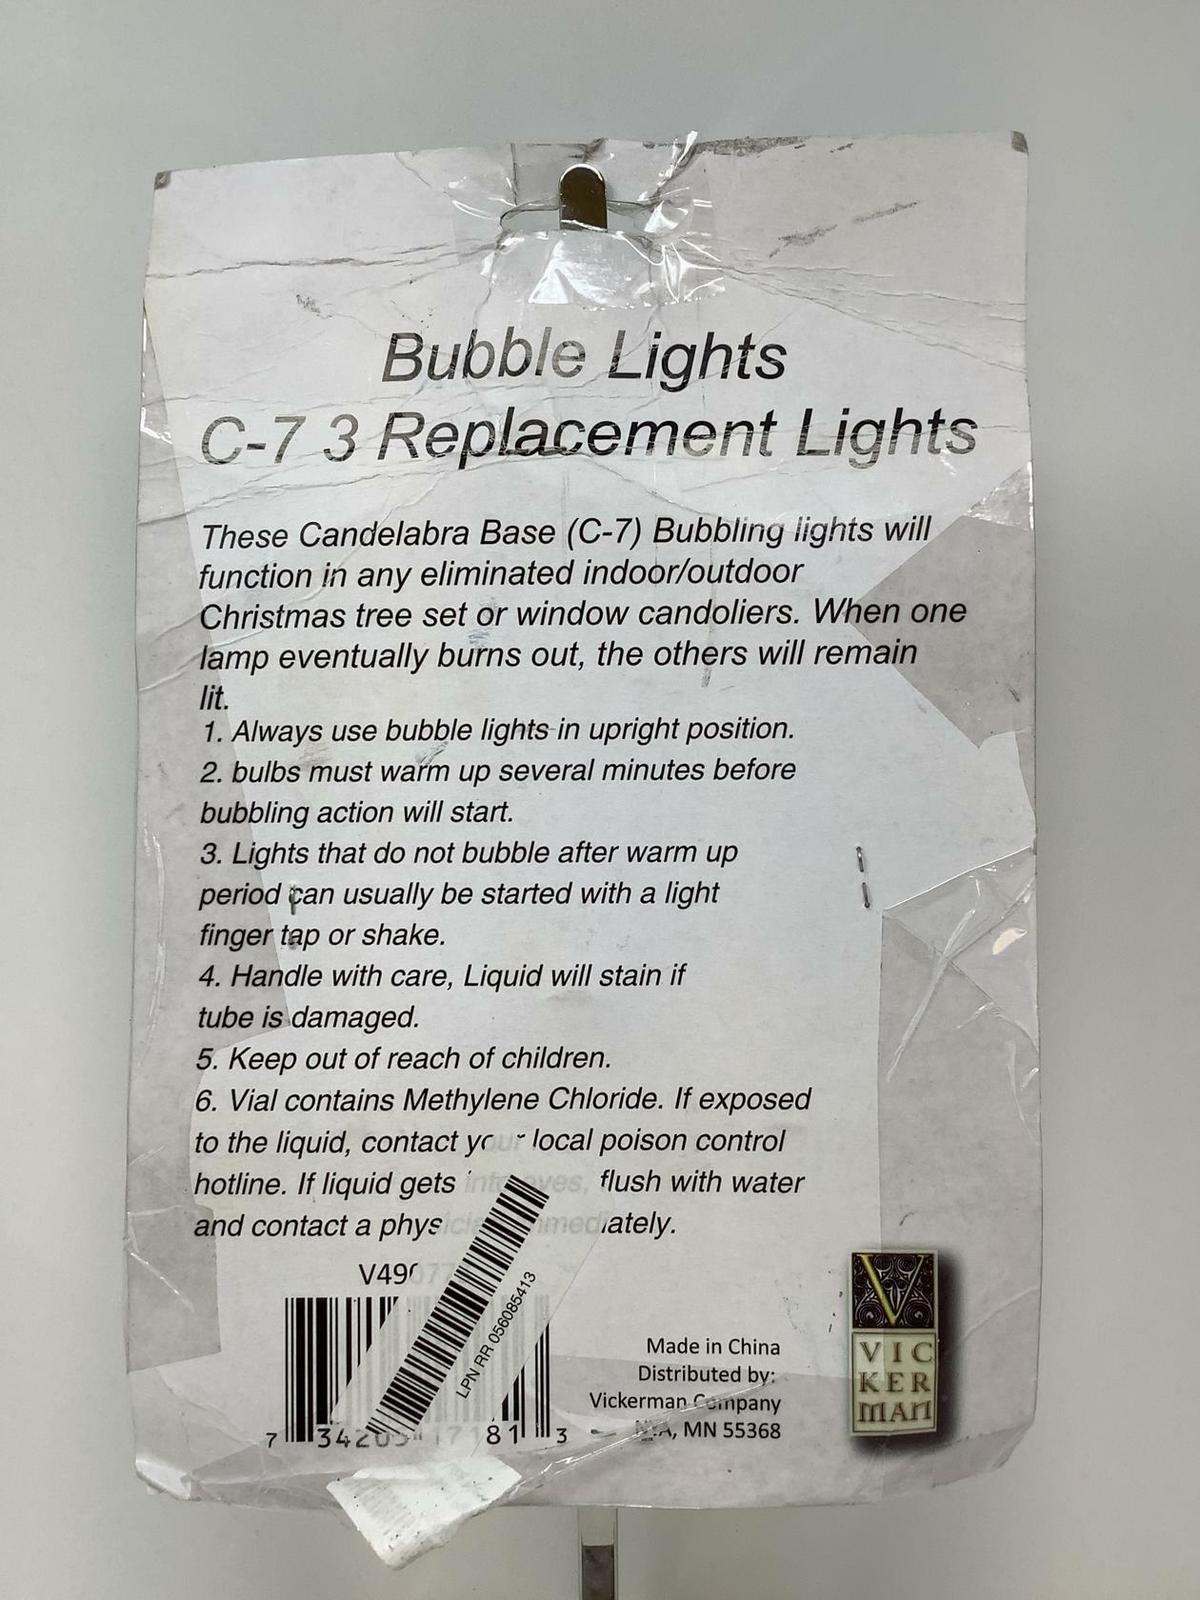 Bubble Lights
C-7 3 Replacement Lights
These Candelabra Base (C-7) Bubbling lights will
function in any eliminated indoor/outdoor
Christmas tree set or window candoliers. When one
lamp eventually burns out, the others will remain
lit.
1. Always use bubble lights in upright position.
2. bulbs must warm up several minutes before
bubbling action will start.
3. Lights that do not bubble after warm up
period can usually be started with a light
finger tap or shake.
4. Handle with care, Liquid will stain if
tube is damaged.
5. Keep out of reach of children.
6. Vial contains Methylene Chloride. If exposed
to the liquid, contact your local poison control
hotline. If liquid gets into eyes, flush with water
and contact a physician immediately.
LPN RR 056085413
Made in China
Distributed by:
Vickerman Company
MN 55368
V
VIC
KER
MAN